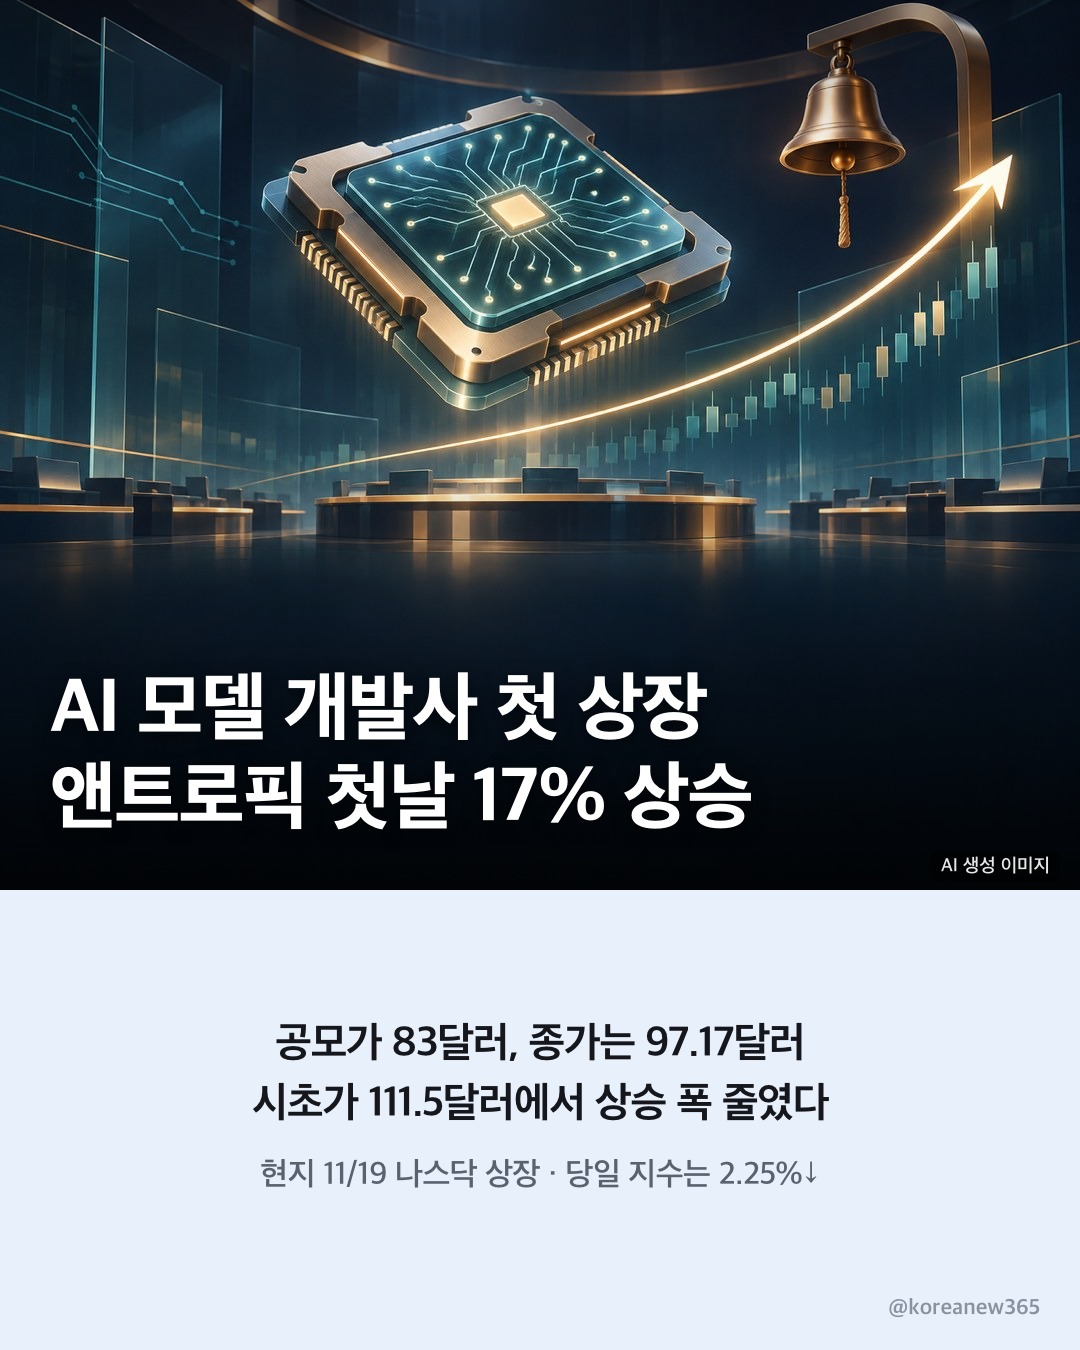 AI 모델 개발사 첫 상장
앤트로픽 첫날 17% 상승
AI 생성 이미지
공모가 83달러, 종가는 97.17달러
시초가 111.5달러에서 상승 폭 줄였다
현지 11/19 나스닥 상장 · 당일 지수는 2.25%↓
@koreanew365